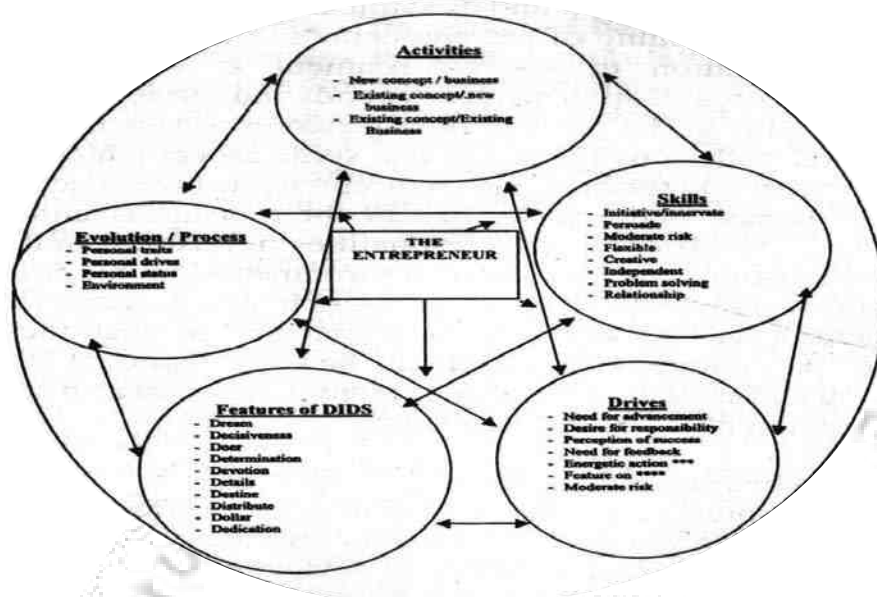 Activities
- New concept / business
- Existing concept/.new
business
- Existing concept/Existing
Business
Evolution / Process
- Personal traits
- Personal drives
- Personal status
- Environment
THE
ENTREPRENEUR
Skills
- Initiative/innervate
- Persuade
- Moderate risk
- Flexible
- Creative
- Independent
- Problem solving
- Relationship
Features of DIDS
- Dream
- Decisiveness
- Doer
- Determination
- Devotion
- Details
- Destine
- Distribute
- Dollar
- Dedication
Drives
- Need for advancement
- Desire for responsibility
- Perception of success
- Need for feedback
- Energetic action ***
- Feature on ****
- Moderate risk